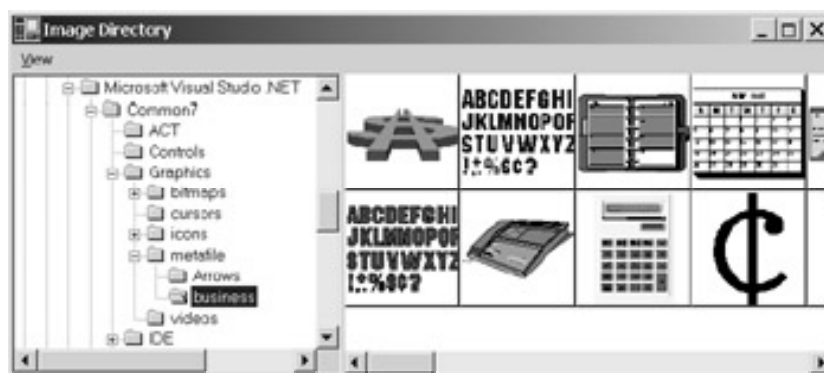 Image Directory
View
Microsoft Visual Studio .NET
Common7
ACT
Controls
Graphics
bitmaps
cursors
icons
metafile
Arrows
business
videos
IDE
ABCDEFGHI
JKLMNOPQR
STUVWXYZ
!;%$¢?
ABCDEFGHI
JKLMNOPQR
STUVWXYZ
!;%$¢?
¢